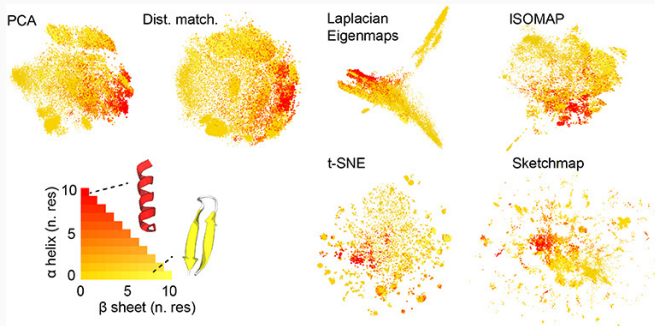 PCA
Dist. match.
Laplacian
Eigenmaps
ISOMAP
t-SNE
Sketchmap
α helix (n. res)
10
5
0
0
5
10
β sheet (n. res)